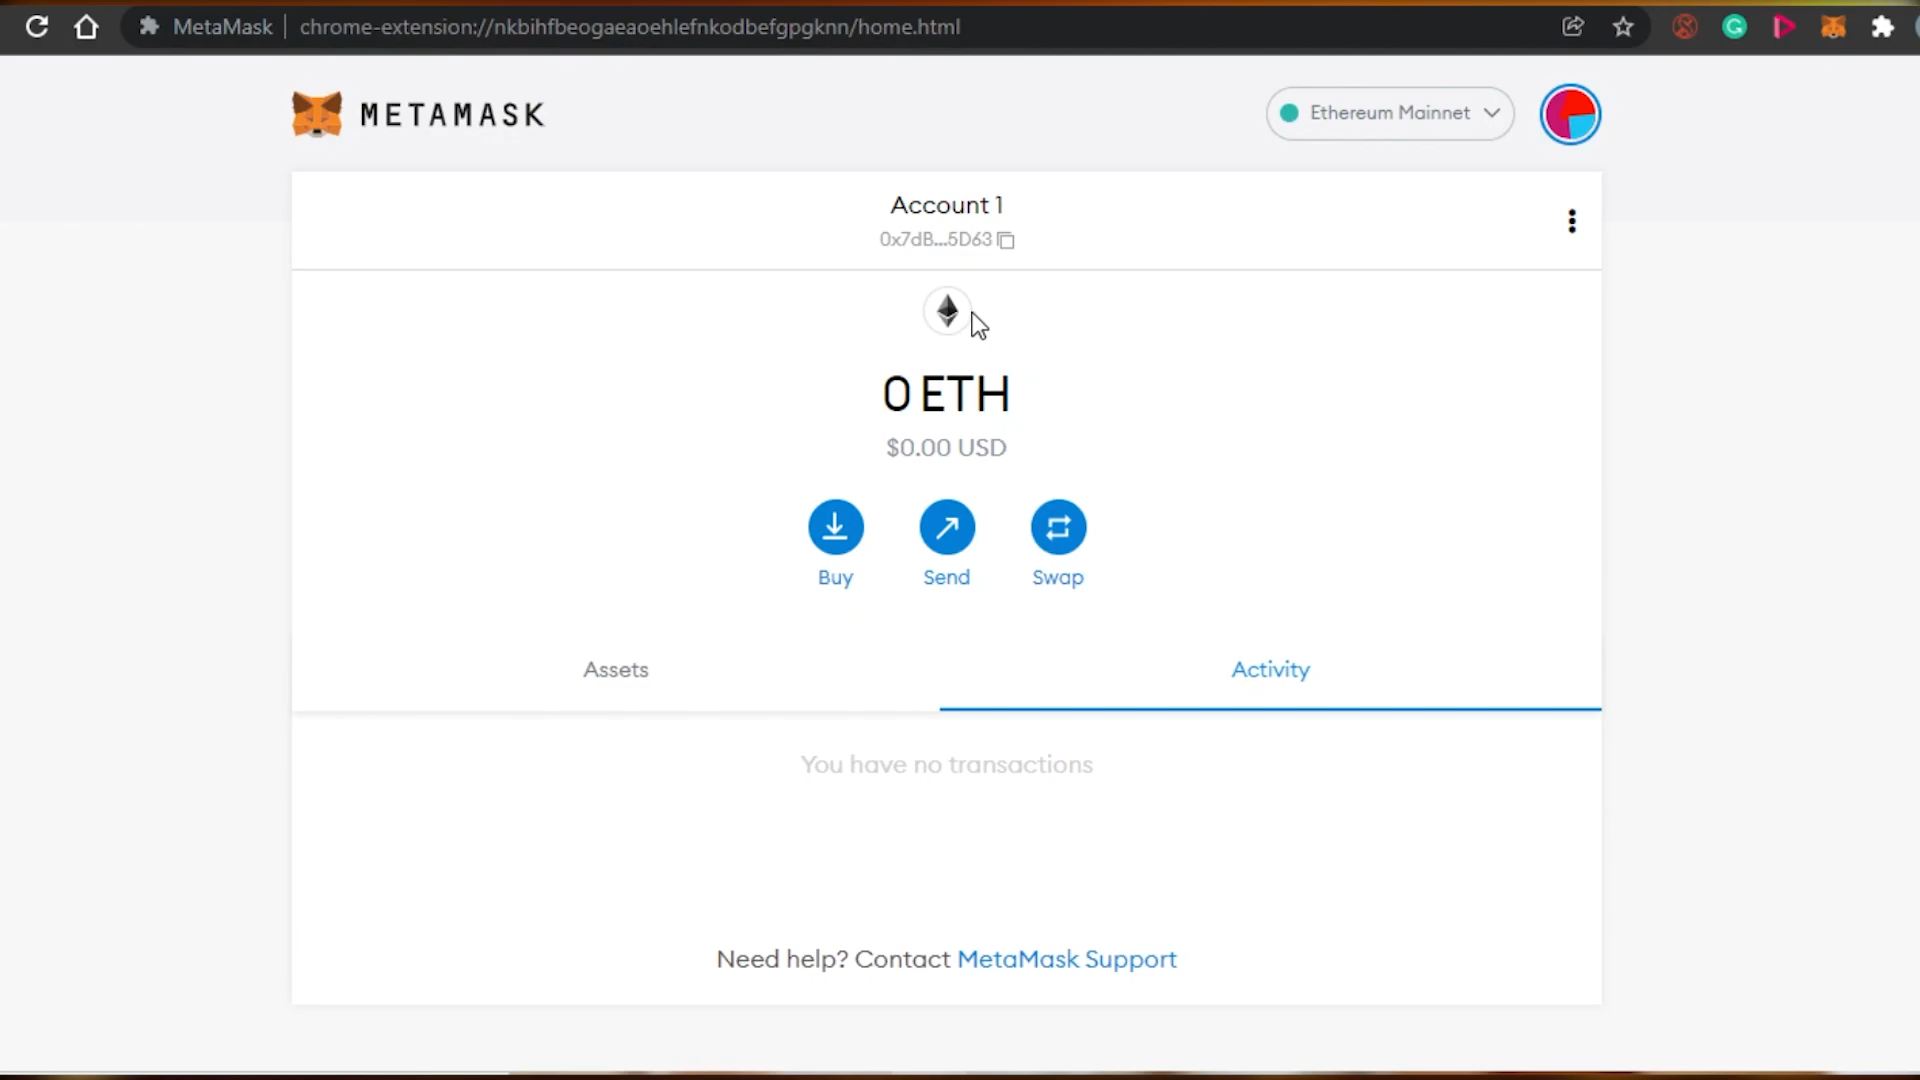 MetaMask | chrome-extension://nkbihfbeogaeaoehlefnkodbefgpgknn/home.html
METAMASK
Ethereum Mainnet
Account 1
0x7dB...5D63
0 ETH
$0.00 USD
Buy Send Swap
Assets Activity
You have no transactions
Need help? Contact MetaMask Support